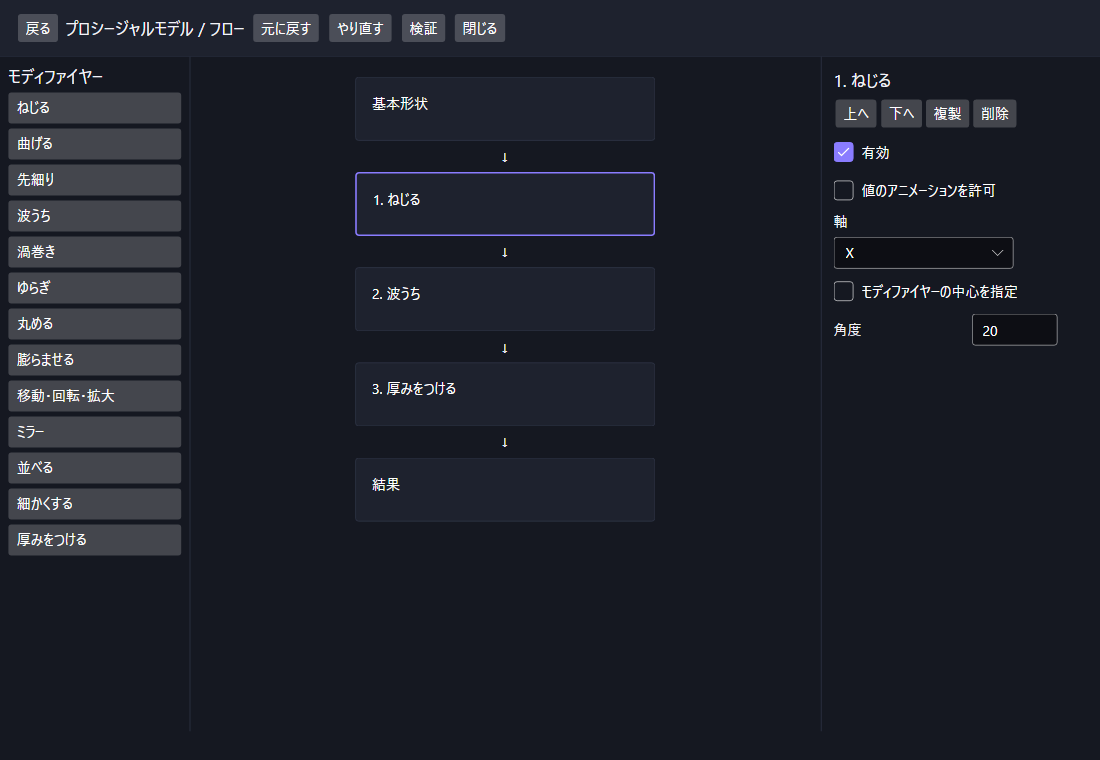 戻る プロシージャルモデル / フロー 元に戻す やり直す 検証 閉じる
モディファイヤー
ねじる
曲げる
先細り
波うち
渦巻き
ゆらぎ
丸める
膨らませる
移動・回転・拡大
ミラー
並べる
細かくする
厚みをつける
基本形状
↓
1. ねじる
↓
2. 波うち
↓
3. 厚みをつける
↓
結果
1. ねじる
上へ 下へ 複製 削除
有効
値のアニメーションを許可
軸
X
モディファイヤーの中心を指定
角度 20